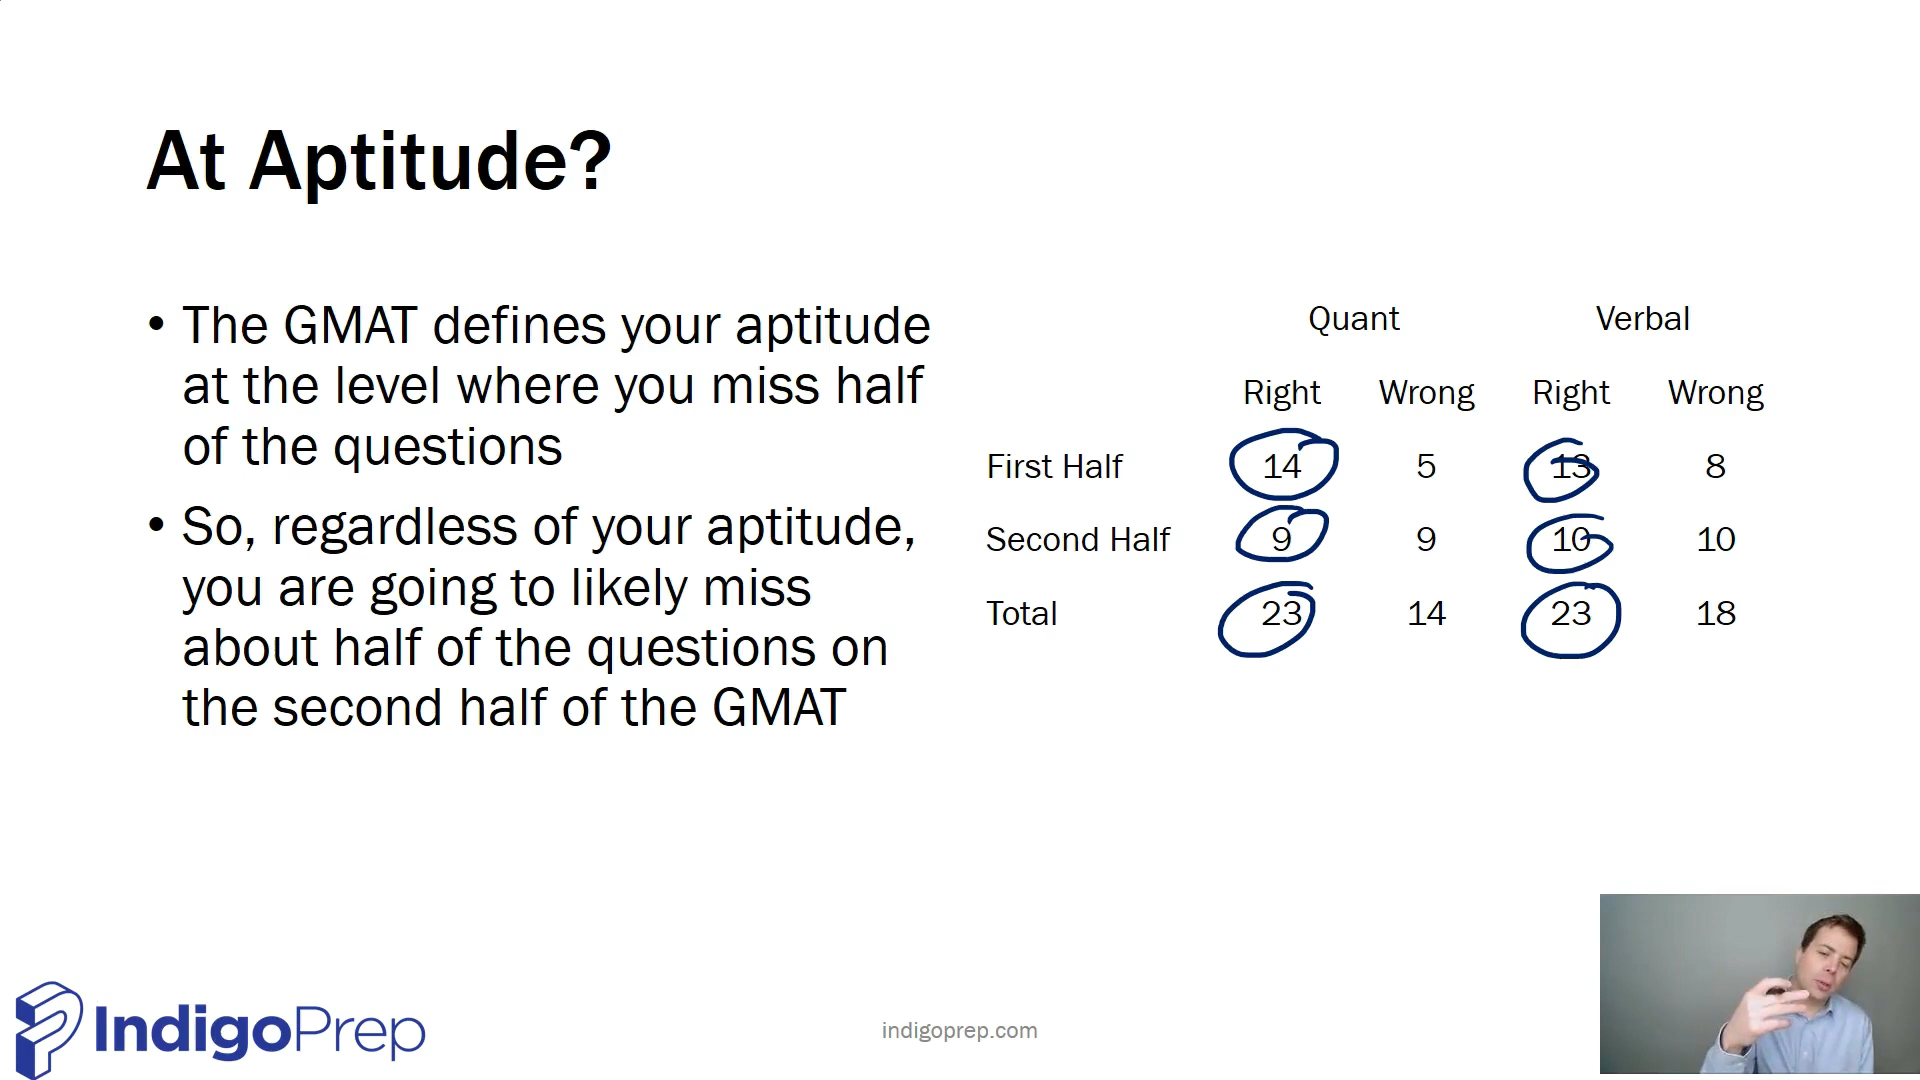 At Aptitude?
• The GMAT defines your aptitude
at the level where you miss half
of the questions
• So, regardless of your aptitude,
you are going to likely miss
about half of the questions on
the second half of the GMAT
Quant Verbal
Right Wrong Right Wrong
First Half 14 5 13 8
Second Half 9 9 10 10
Total 23 14 23 18
IndigoPrep
indigoprep.com